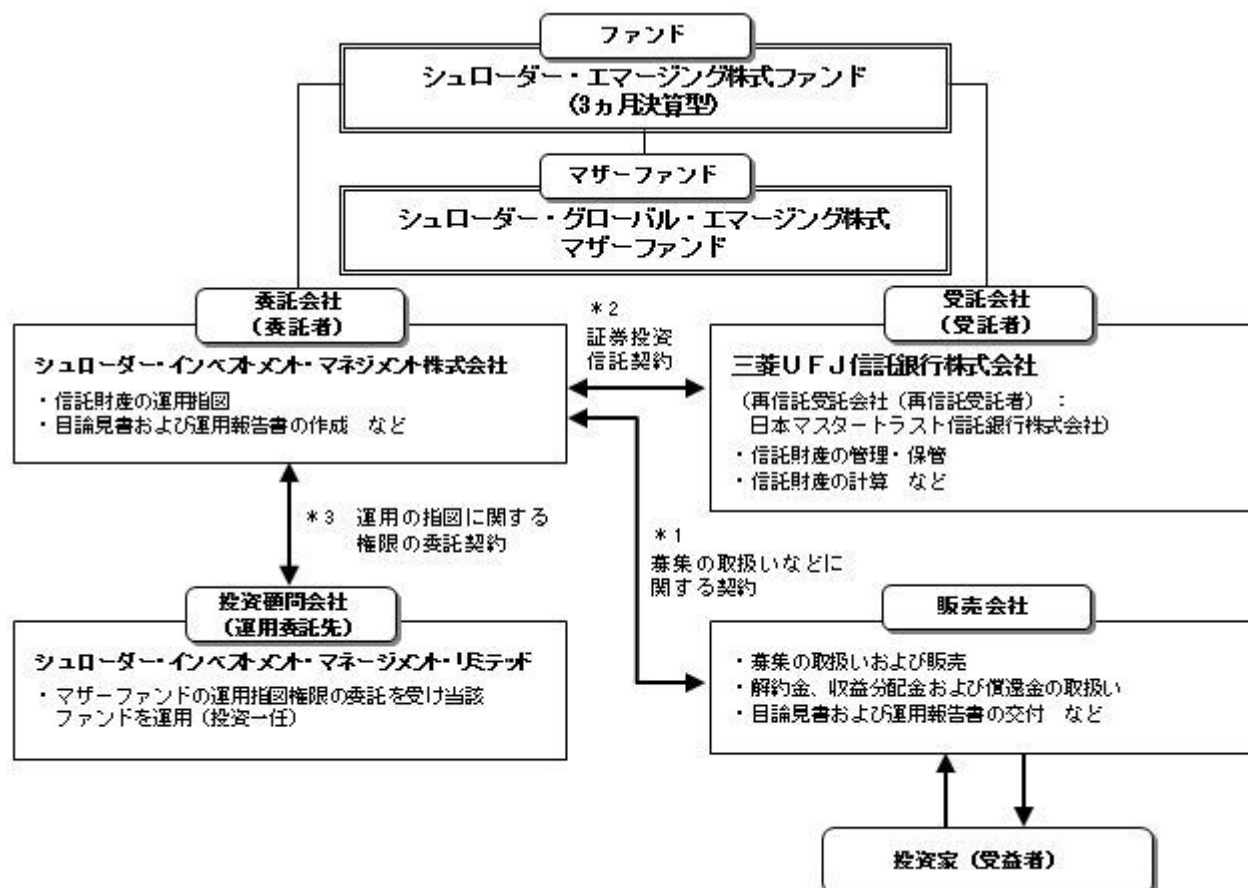 ファンド
シュローダー・エマージング株式ファンド
(3ヵ月決算型)
マザーファンド
シュローダー・グローバル・エマージング株式
マザーファンド
委託会社
(委託者)
シュローダー・インベストメント・マネジメント株式会社
・信託財産の運用指図
・目論見書および運用報告書の作成 など
*2
証券投資
信託契約
受託会社
(受託者)
三菱UFJ信託銀行株式会社
(再信託受託会社(再信託受託者) :
日本マスタートラスト信託銀行株式会社)
・信託財産の管理・保管
・信託財産の計算 など
*3 運用の指図に関する
権限の委託契約
*1
募集の取扱いなどに
関する契約
投資顧問会社
(運用委託先)
シュローダー・インベストメント・マネージメント・リミテッド
・マザーファンドの運用指図権限の委託を受け当該
ファンドを運用(投資一任)
販売会社
・募集の取扱いおよび販売
・解約金、収益分配金および償還金の取扱い
・目論見書および運用報告書の交付 など
投資家(受益者)